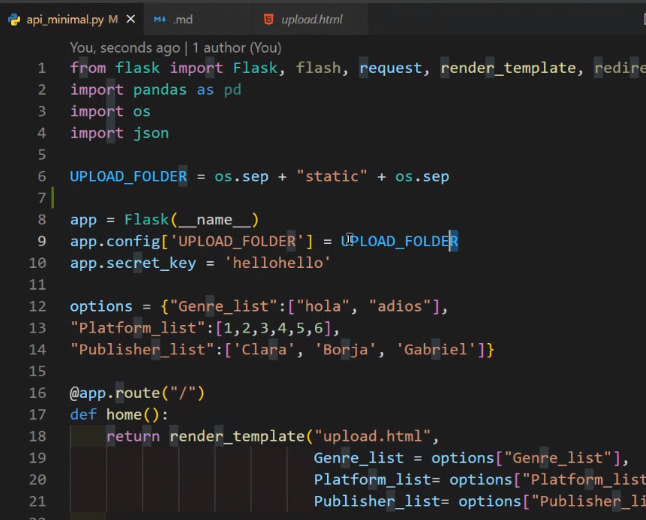 api_minimal.py M
.md
upload.html
You, seconds ago | 1 author (You)
1 from flask import Flask, flash, request, render_template, redire
2 import pandas as pd
3 import os
4 import json
5
6 UPLOAD_FOLDER = os.sep + "static" + os.sep
7
8 app = Flask(__name__)
9 app.config['UPLOAD_FOLDER'] = UPLOAD_FOLDER
10 app.secret_key = 'hellohello'
11
12 options = {"Genre_list":["hola", "adios"],
13 "Platform_list":[1,2,3,4,5,6],
14 "Publisher_list":['Clara', 'Borja', 'Gabriel']}
15
16 @app.route("/")
17 def home():
18 return render_template("upload.html",
19 Genre_list = options["Genre_list"],
20 Platform_list= options["Platform_list
21 Publisher_list= options["Publisher_li